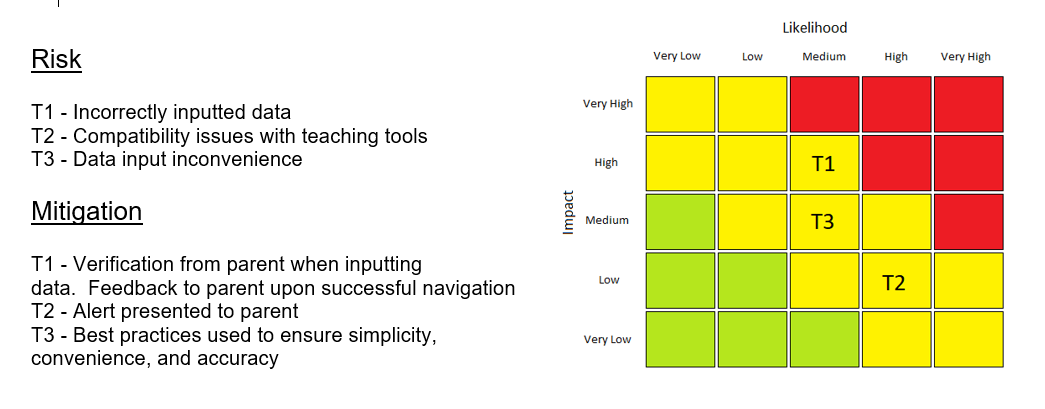 Risk
T1 - Incorrectly inputted data
T2 - Compatibility issues with teaching tools
T3 - Data input inconvenience
Mitigation
T1 - Verification from parent when inputting
data.  Feedback to parent upon successful navigation
T2 - Alert presented to parent
T3 - Best practices used to ensure simplicity,
convenience, and accuracy
Likelihood
Very Low Low Medium High Very High
Impact
Very High
High T1
Medium T3
Low T2
Very Low